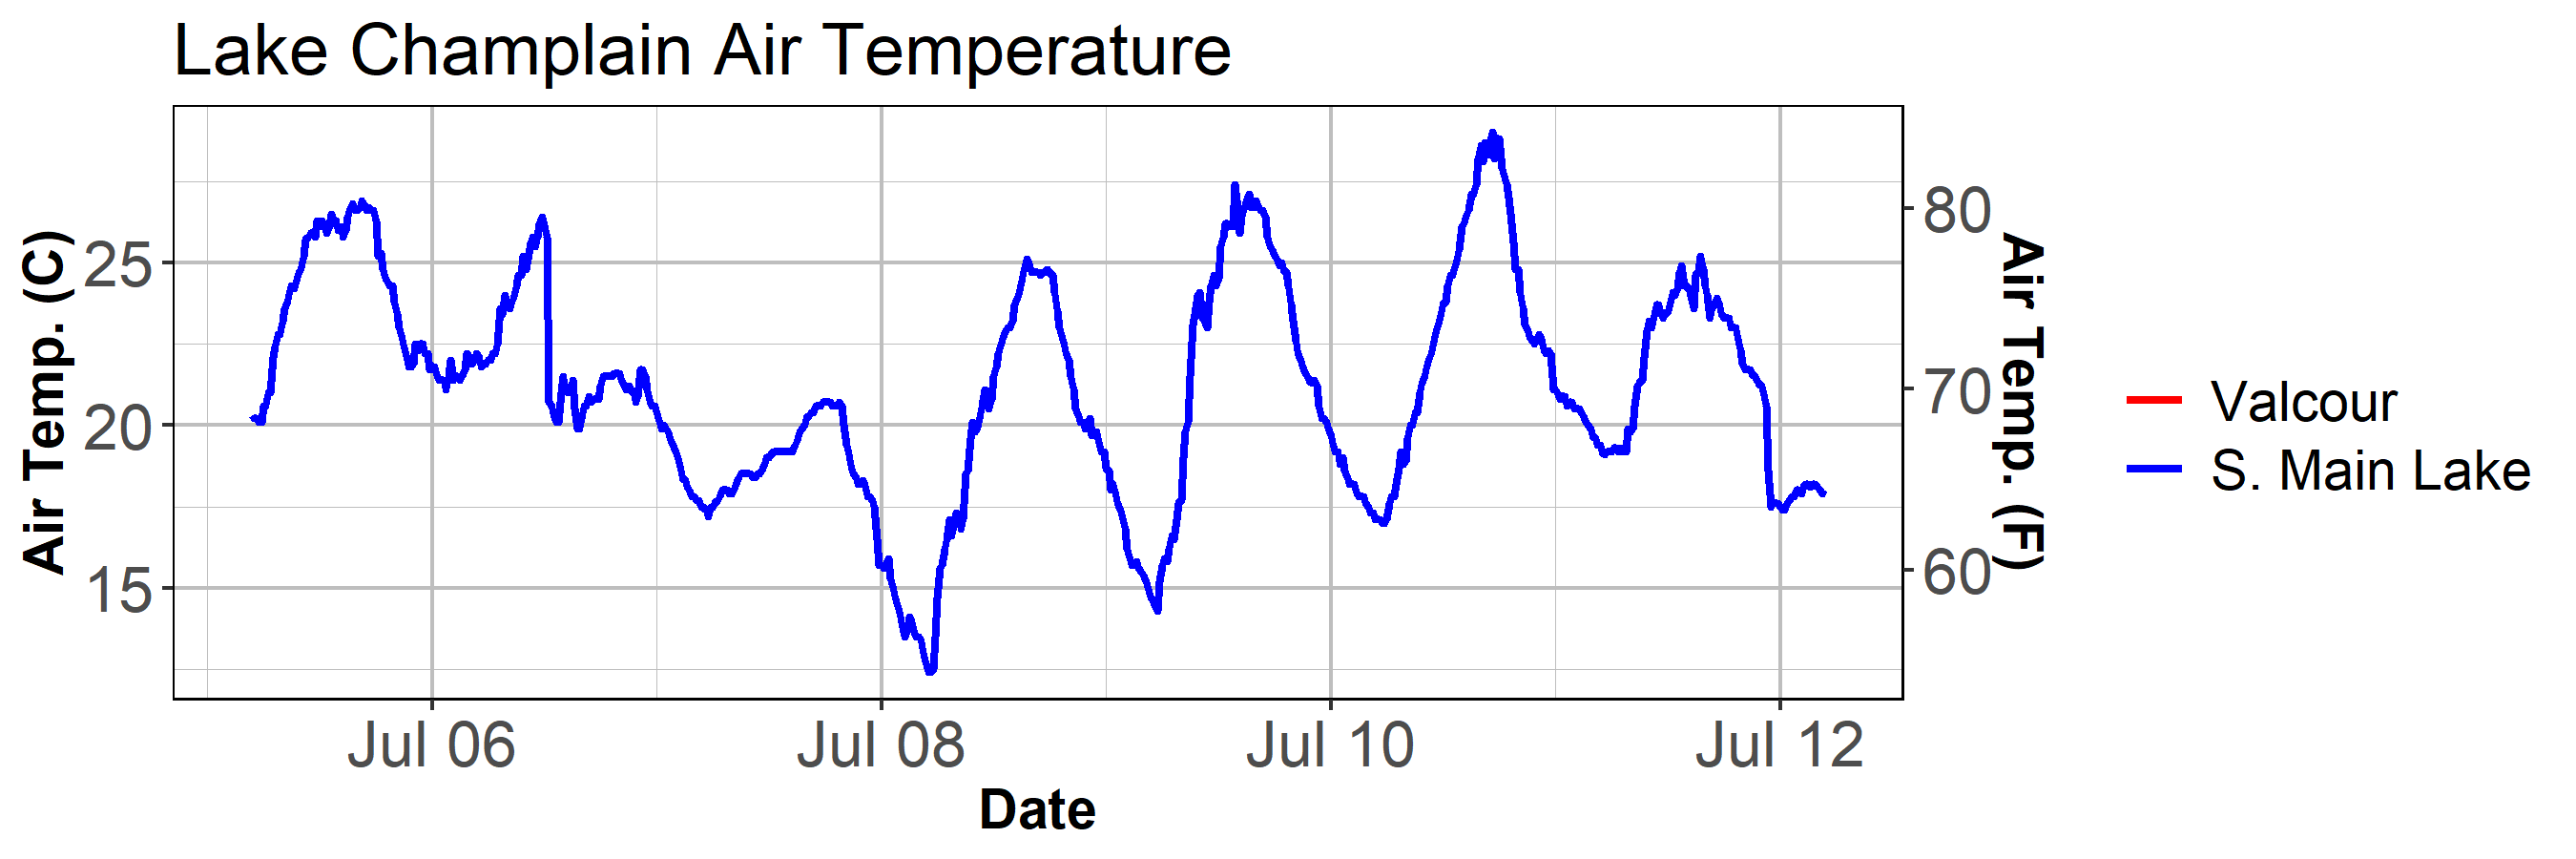 Lake Champlain Air Temperature
Air Temp. (C)
25
20
15
80
70
60
Air Temp. (F)
Jul 06
Jul 08
Jul 10
Jul 12
Date
Valcour
S. Main Lake